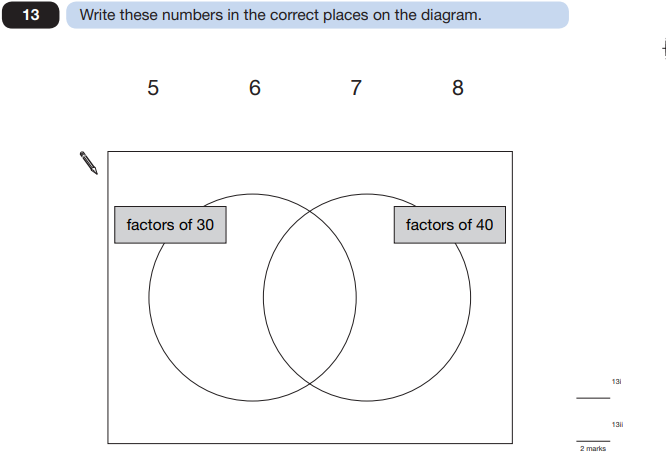 13 Write these numbers in the correct places on the diagram.
5 6 7 8
factors of 30 factors of 40
13i
13ii
2 marks